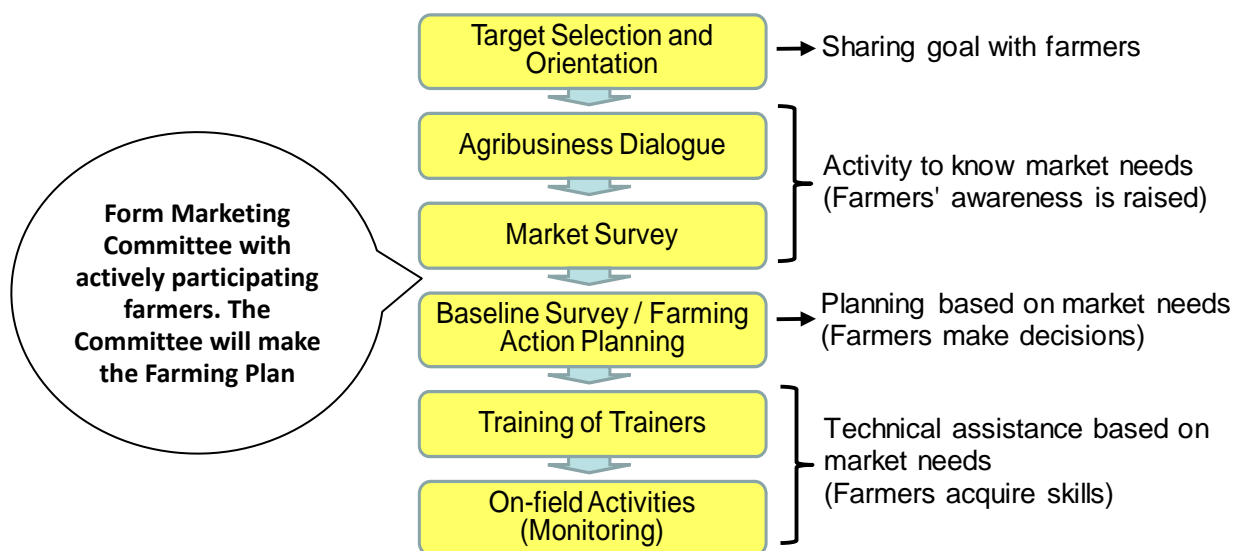 Target Selection and
Orientation
Sharing goal with farmers
Agribusiness Dialogue
Market Survey
Activity to know market needs
(Farmers' awareness is raised)
Form Marketing
Committee with
actively participating
farmers. The
Committee will make
the Farming Plan
Baseline Survey / Farming
Action Planning
Planning based on market needs
(Farmers make decisions)
Training of Trainers
On-field Activities
(Monitoring)
Technical assistance based on
market needs
(Farmers acquire skills)